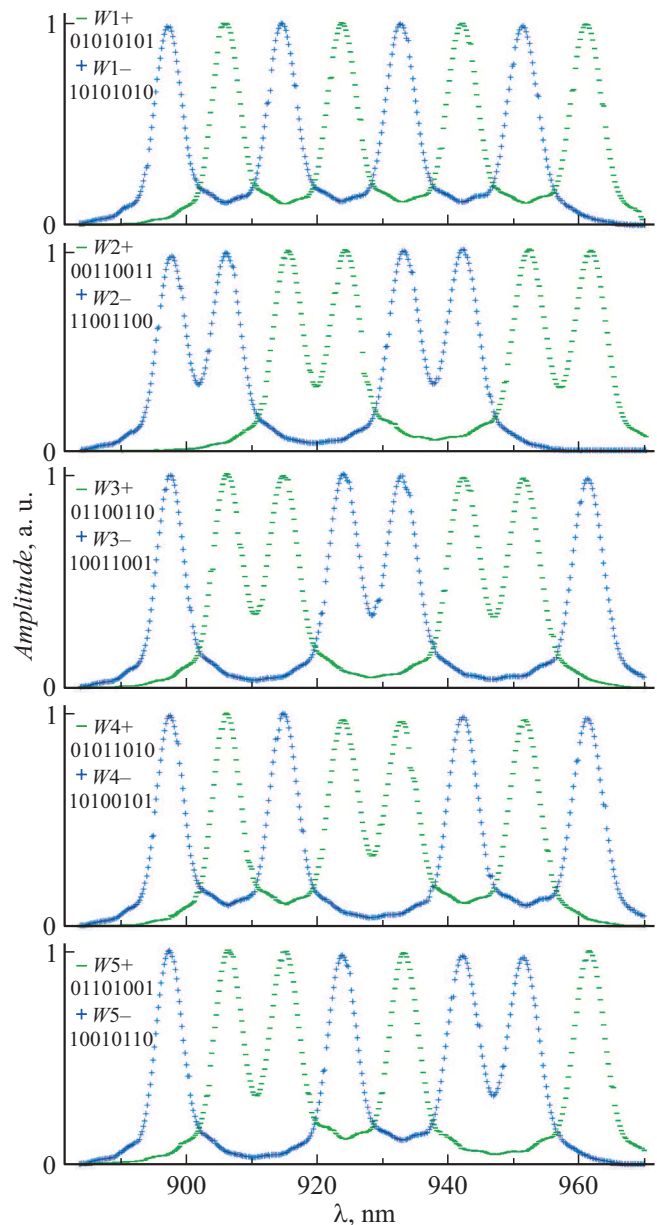 1
– W1+
01010101
+ W1–
10101010
0
1
– W2+
00110011
+ W2–
11001100
0
1
– W3+
01100110
+ W3–
10011001
0
1
– W4+
01011010
+ W4–
10100101
0
1
– W5+
01101001
+ W5–
10010110
0
Amplitude, a. u.
900 920 940 960
λ, nm